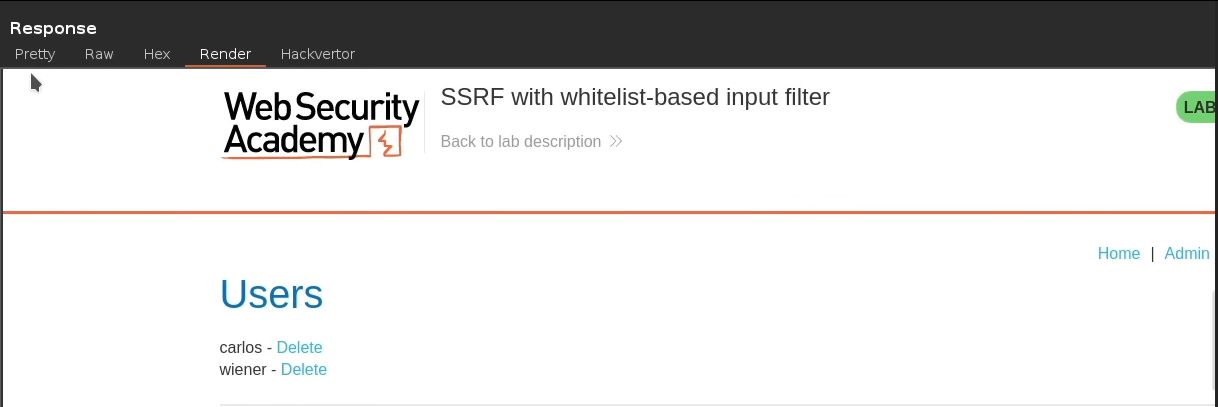 Response
Pretty Raw Hex Render Hackvertor
Web Security
Academy
SSRF with whitelist-based input filter
Back to lab description
LAB
Home | Admin
Users
carlos - Delete
wiener - Delete